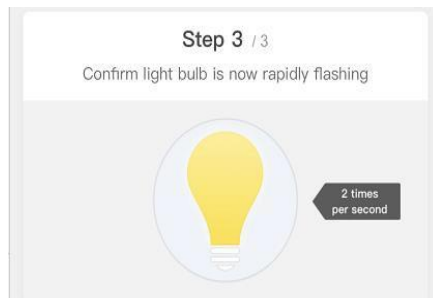 Step 3 / 3
Confirm light bulb is now rapidly flashing
2 times
per second